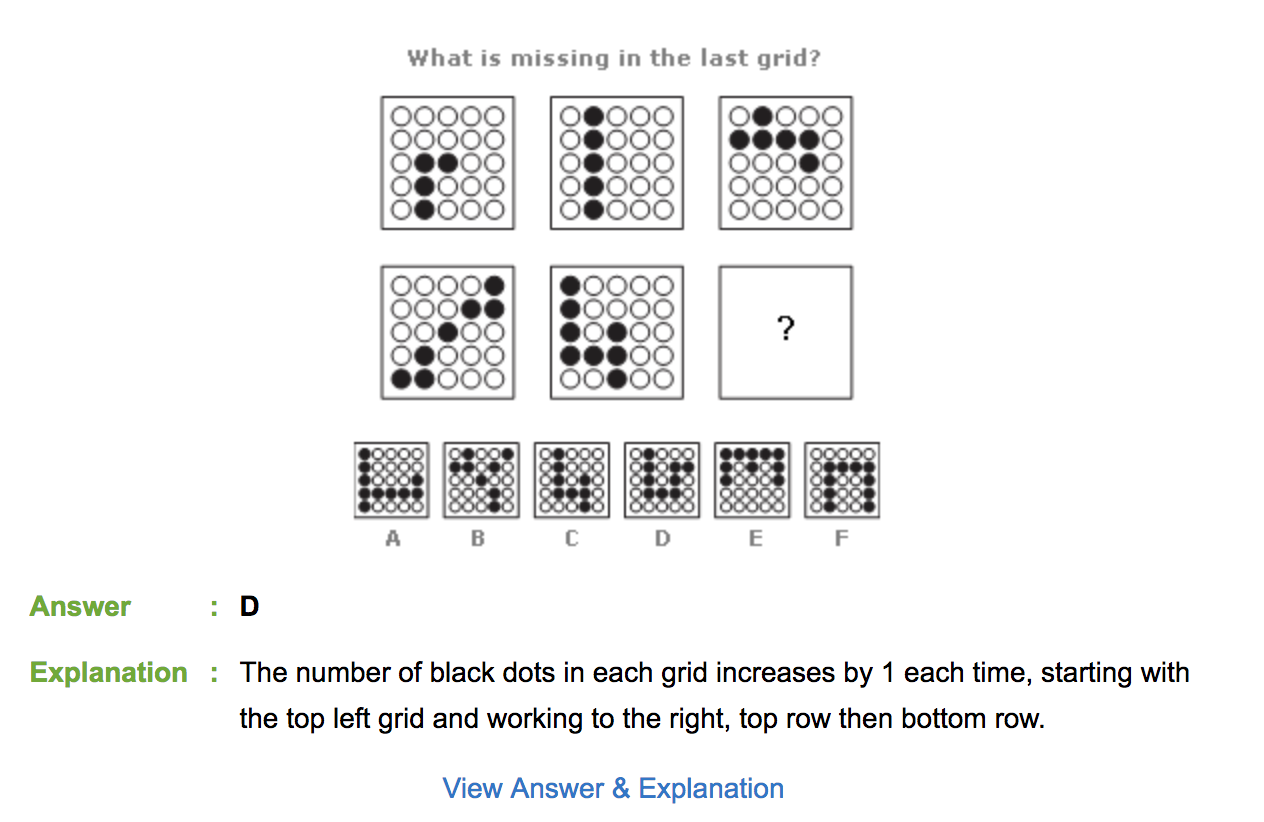 What is missing in the last grid?
?
A B C D E F
Answer : D
Explanation : The number of black dots in each grid increases by 1 each time, starting with
the top left grid and working to the right, top row then bottom row.
View Answer & Explanation